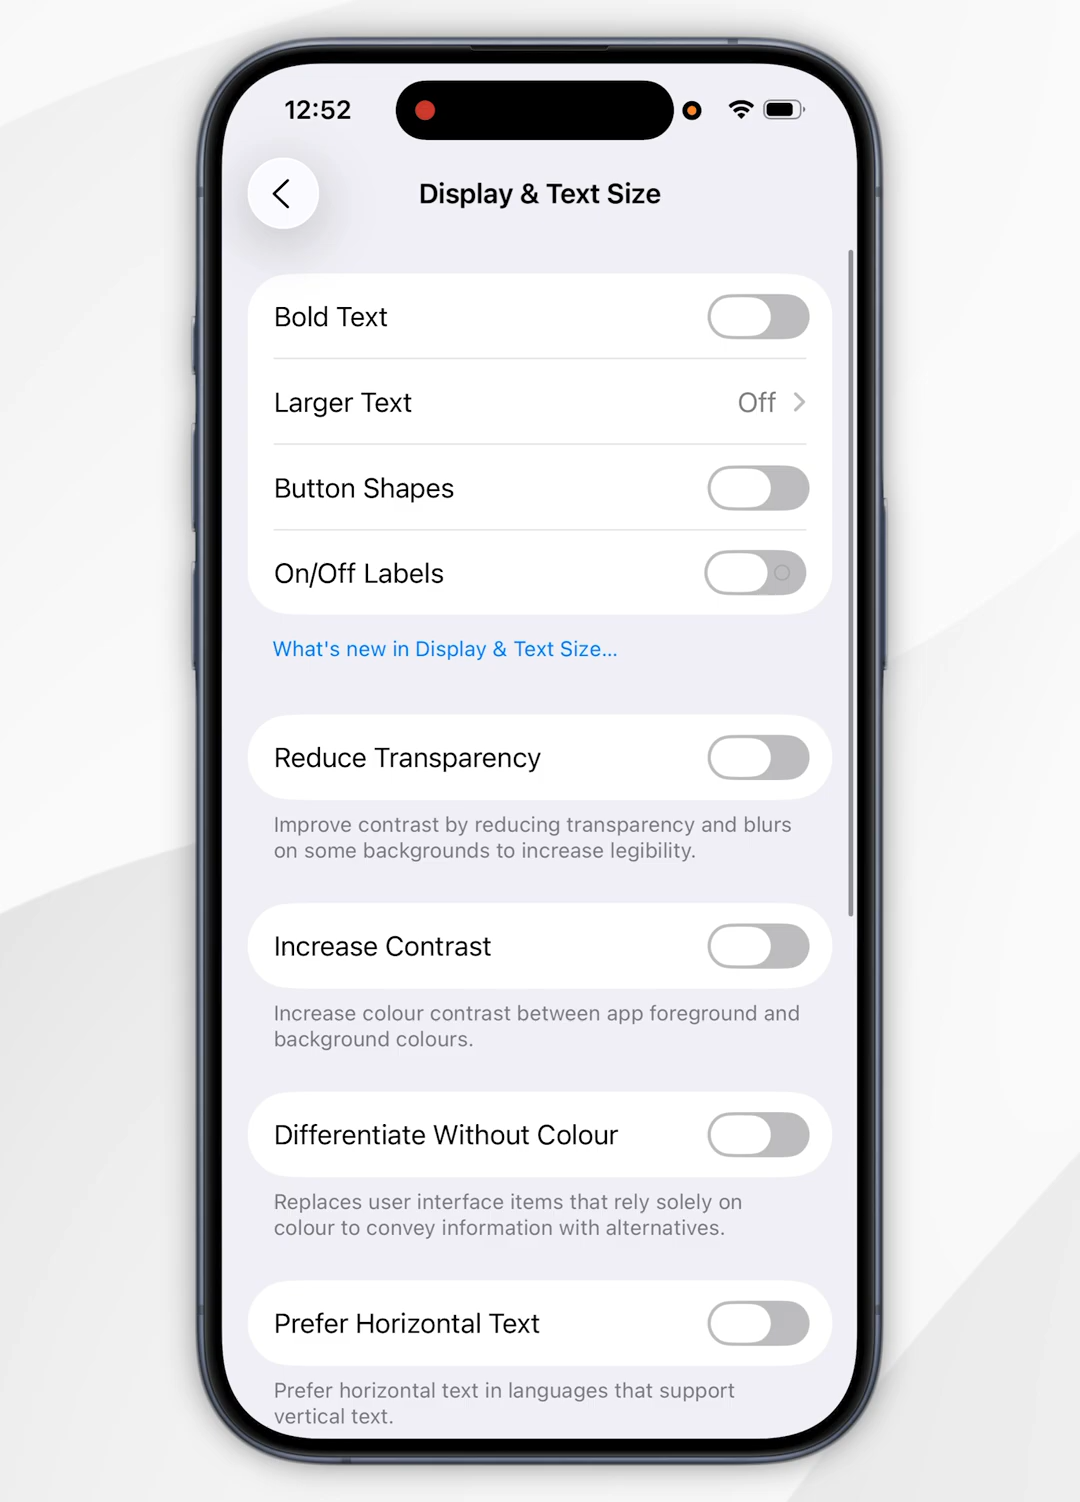 12:52
Display & Text Size
Bold Text
Larger Text Off
Button Shapes
On/Off Labels
What's new in Display & Text Size...
Reduce Transparency
Improve contrast by reducing transparency and blurs
on some backgrounds to increase legibility.
Increase Contrast
Increase colour contrast between app foreground and
background colours.
Differentiate Without Colour
Replaces user interface items that rely solely on
colour to convey information with alternatives.
Prefer Horizontal Text
Prefer horizontal text in languages that support
vertical text.